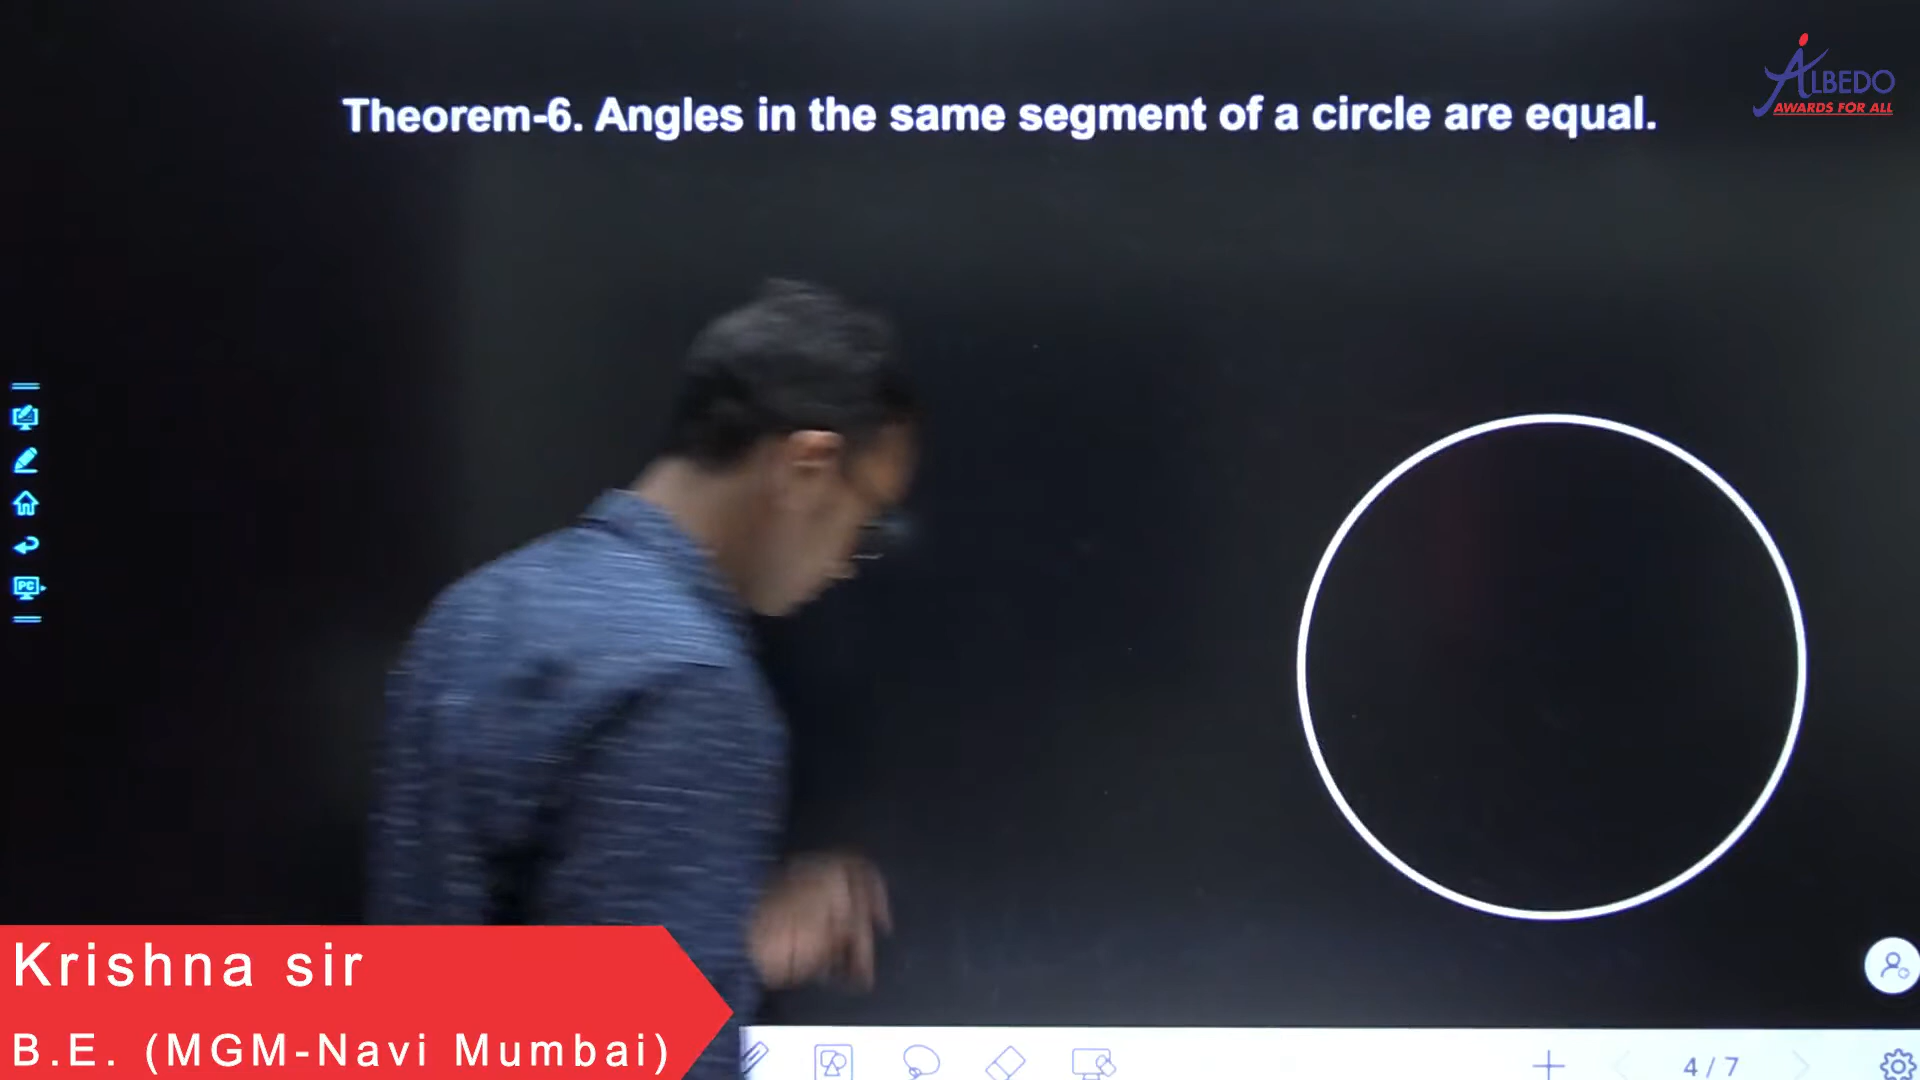 ALBEDO
AWARDS FOR ALL
Theorem-6. Angles in the same segment of a circle are equal.
PC
Krishna sir
B.E. (MGM-Navi Mumbai)
4 / 7